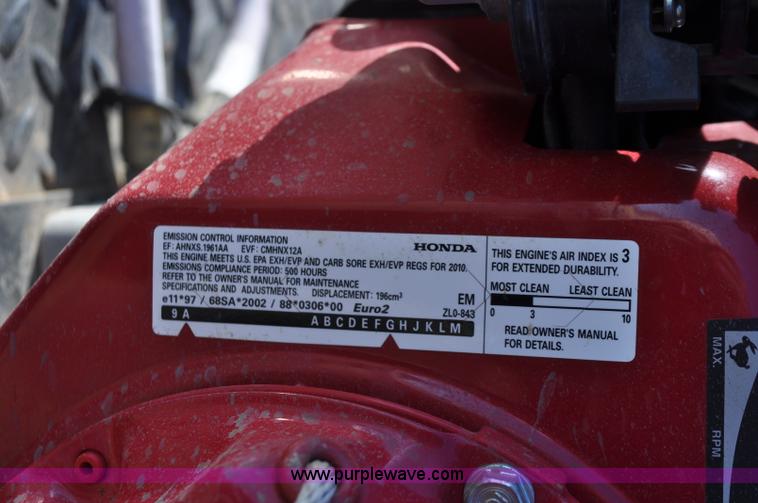 EMISSION CONTROL INFORMATION
EF: AHNXS.1961AA EVF: CMHNX12A
HONDA
THIS ENGINE MEETS U.S. EPA EXH/EVP AND CARB SORE EXH/EVP REGS FOR 2010.
EMISSIONS COMPLIANCE PERIOD: 500 HOURS
REFER TO THE OWNER'S MANUAL FOR MAINTENANCE
SPECIFICATIONS AND ADJUSTMENTS. DISPLACEMENT: 196cm³
EM
e11*97 / 68SA*2002 / 88*0306*00 Euro2
ZL0-843
9 A
A B C D E F G H J K L M
THIS ENGINE'S AIR INDEX IS 3
FOR EXTENDED DURABILITY.
MOST CLEAN LEAST CLEAN
0 3 10
READ OWNER'S MANUAL
FOR DETAILS.
MAX.
RPM
www.purplewave.com